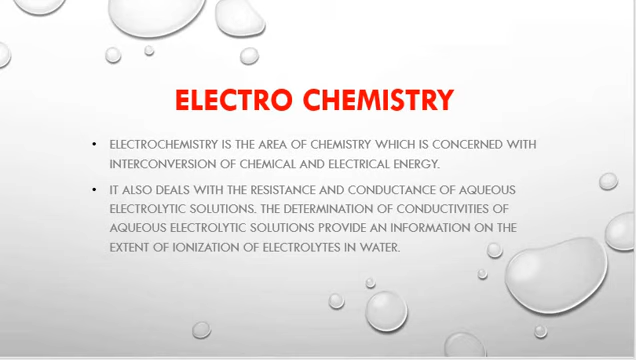 ELECTRO CHEMISTRY
• ELECTROCHEMISTRY IS THE AREA OF CHEMISTRY WHICH IS CONCERNED WITH
INTERCONVERSION OF CHEMICAL AND ELECTRICAL ENERGY.
• IT ALSO DEALS WITH THE RESISTANCE AND CONDUCTANCE OF AQUEOUS
ELECTROLYTIC SOLUTIONS. THE DETERMINATION OF CONDUCTIVITIES OF
AQUEOUS ELECTROLYTIC SOLUTIONS PROVIDE AN INFORMATION ON THE
EXTENT OF IONIZATION OF ELECTROLYTES IN WATER.